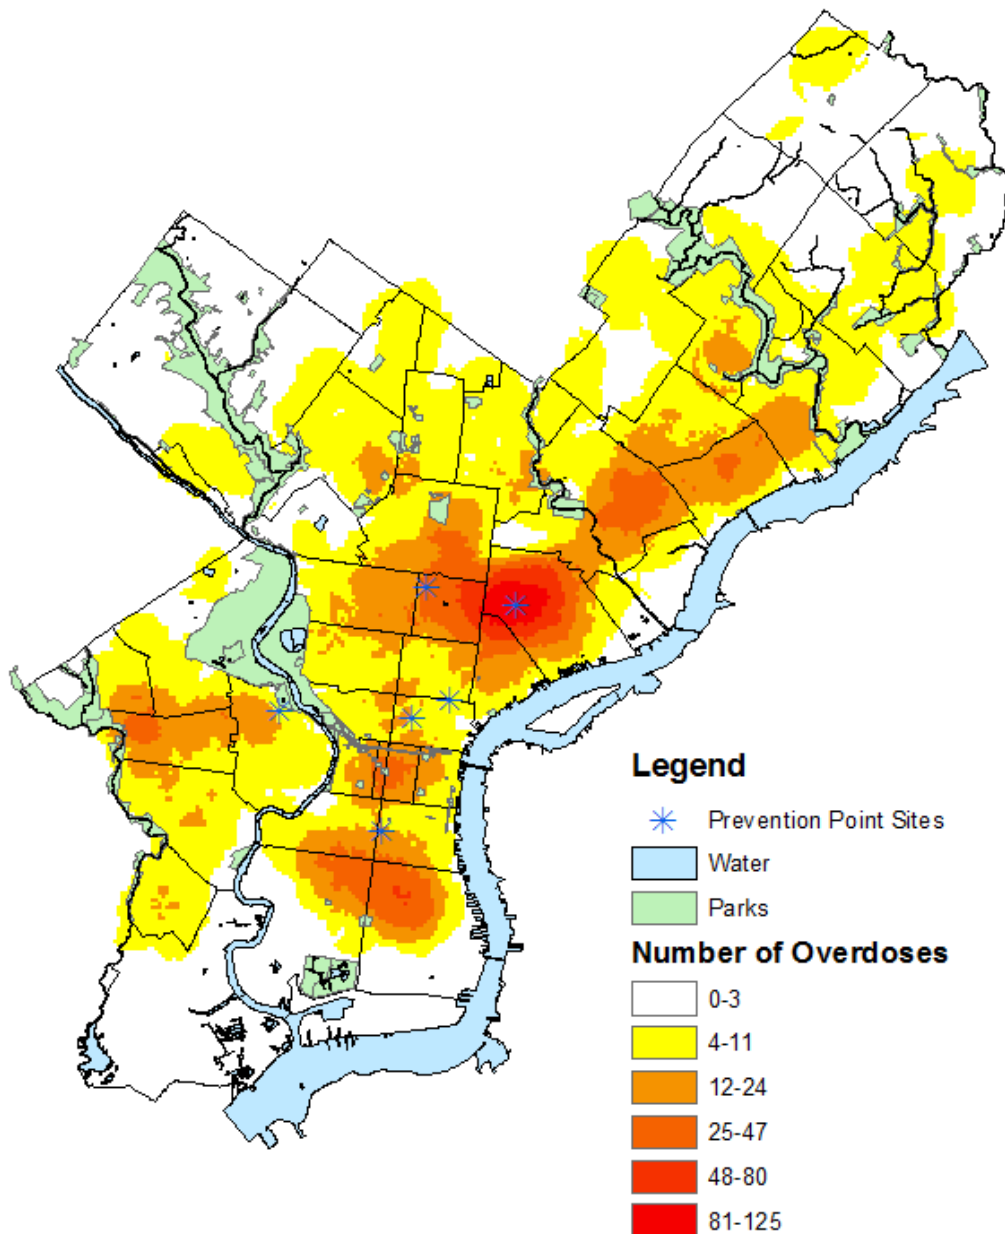 Legend
Prevention Point Sites
Water
Parks
Number of Overdoses
0-3
4-11
12-24
25-47
48-80
81-125